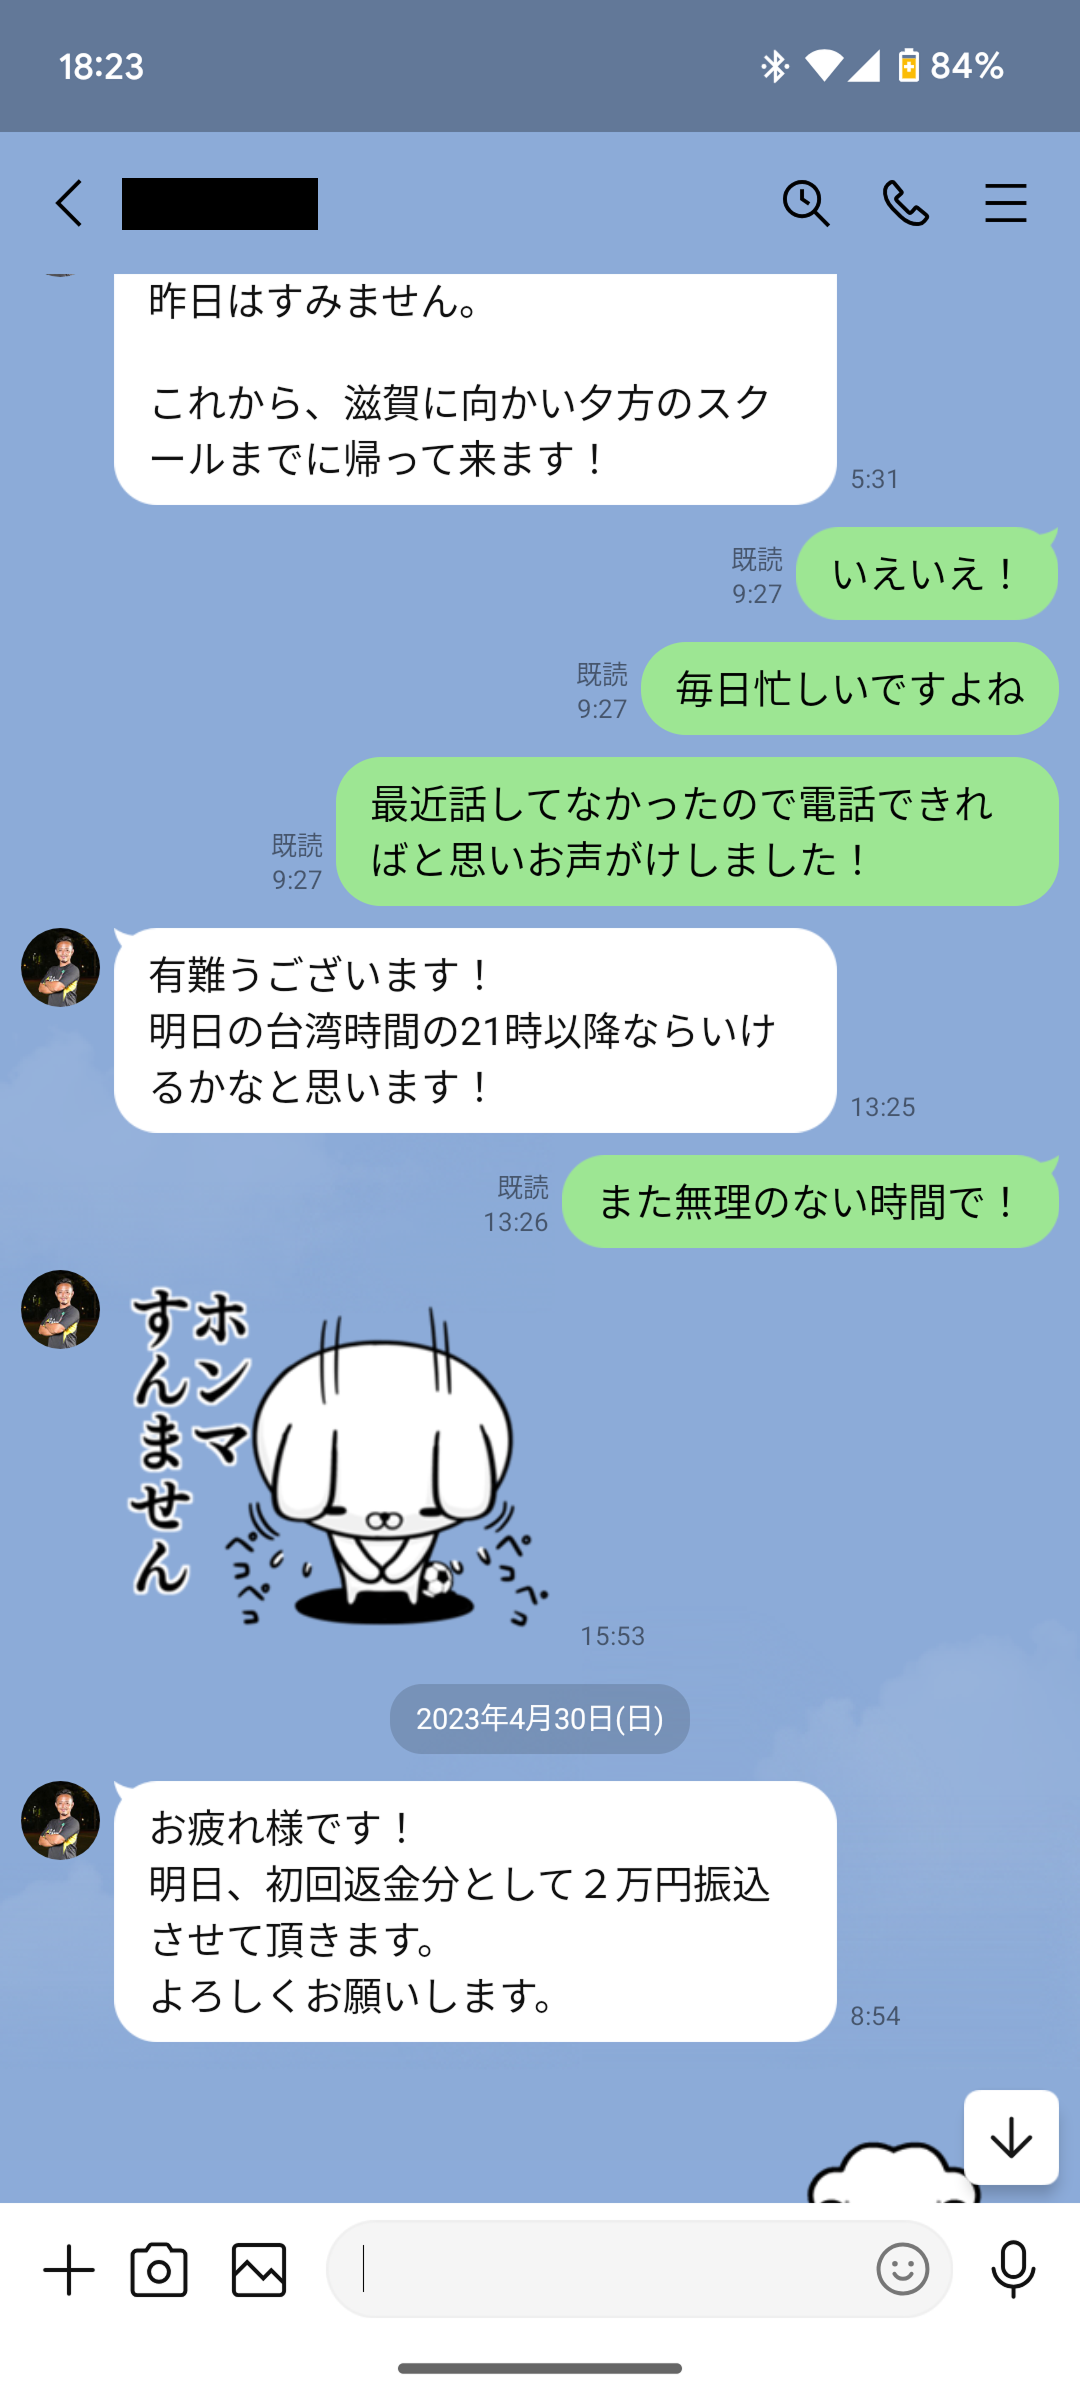 18:23
84%
昨日はすみません。
これから、滋賀に向かい夕方のスク
ールまでに帰って来ます！
5:31
既読
9:27
いえいえ！
既読
9:27
毎日忙しいですよね
最近話してなかったので電話できれ
ばと思いお声がけしました！
既読
9:27
有難うございます！
明日の台湾時間の21時以降ならいけ
るかなと思います！
13:25
既読
13:26
また無理のない時間で！
ホンマ
すんません
ペコペコ
ペコペコ
15:53
2023年4月30日(日)
お疲れ様です！
明日、初回返金分として２万円振込
させて頂きます。
よろしくお願いします。
8:54